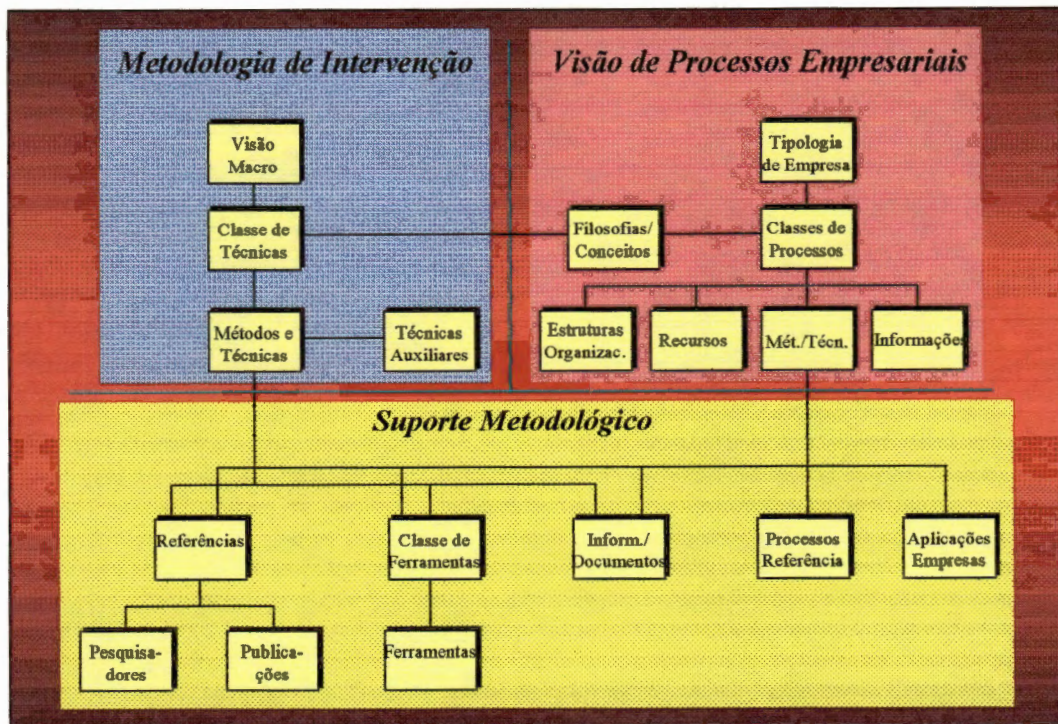 Metodologia de Intervenção
Visão
Macro
Classe de
Técnicas
Métodos e
Técnicas
Técnicas
Auxiliares
Visão de Processos Empresariais
Tipologia
de Empresa
Filosofias/
Conceitos
Classes de
Processos
Estruturas
Organizac.
Recursos
Mét./Técn.
Informações
Suporte Metodológico
Referências
Classe de
Ferramentas
Inform./
Documentos
Processos
Referência
Aplicações
Empresas
Pesquisa-
dores
Publica-
ções
Ferramentas